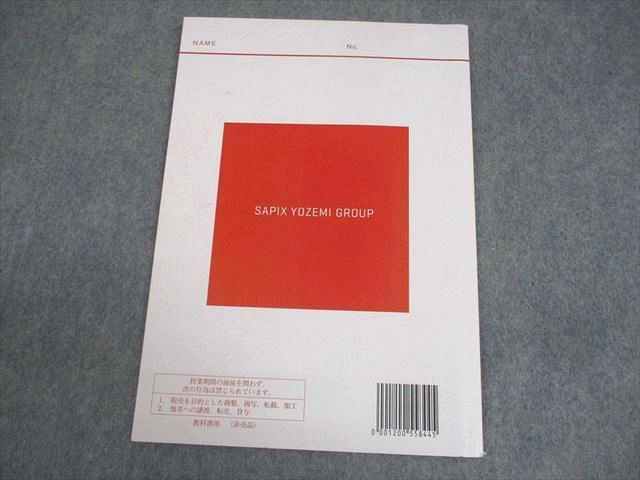 NAME No.
SAPIX YOZEMI GROUP
授業期間の前後を問わず、
次の行為は禁じられています。
1. 販売を目的とした複製、複写、転載、加工
2. 他者への譲渡、転売、貸与
教科書用 （非売品）
0 001200 558445